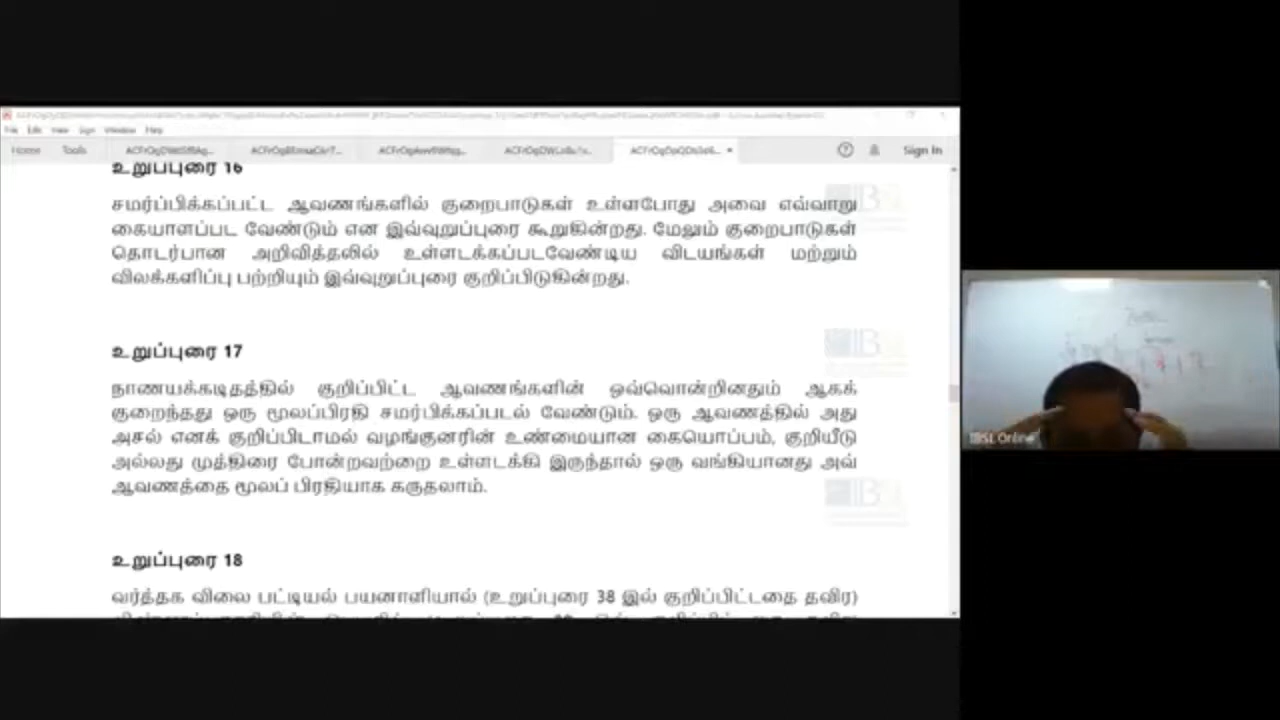 Home Tools Sign In
உறுப்புரை 16
சமர்ப்பிக்கப்பட்ட ஆவணங்களில் குறைபாடுகள் உள்ளபோது அவை எவ்வாறு
கையாளப்பட வேண்டும் என இவ்வுறுப்புரை கூறுகின்றது. மேலும் குறைபாடுகள்
தொடர்பான அறிவித்தலில் உள்ளடக்கப்படவேண்டிய விடயங்கள் மற்றும்
விலக்களிப்பு பற்றியும் இவ்வுறுப்புரை குறிப்பிடுகின்றது.
உறுப்புரை 17
நாணயக்கடிதத்தில் குறிப்பிட்ட ஆவணங்களின் ஒவ்வொன்றினதும் ஆகக்
குறைந்தது ஒரு மூலப்பிரதி சமர்பிக்கப்படல் வேண்டும். ஒரு ஆவணத்தில் அது
அசல் எனக் குறிப்பிடாமல் வழங்குனரின் உண்மையான கையொப்பம், குறியீடு
அல்லது முத்திரை போன்றவற்றை உள்ளடக்கி இருந்தால் ஒரு வங்கியானது அவ்
ஆவணத்தை மூலப் பிரதியாக கருதலாம்.
உறுப்புரை 18
வர்த்தக விலை பட்டியல் பயனாளியால் (உறுப்புரை 38 இல் குறிப்பிட்டதை தவிர)
IBSL Online